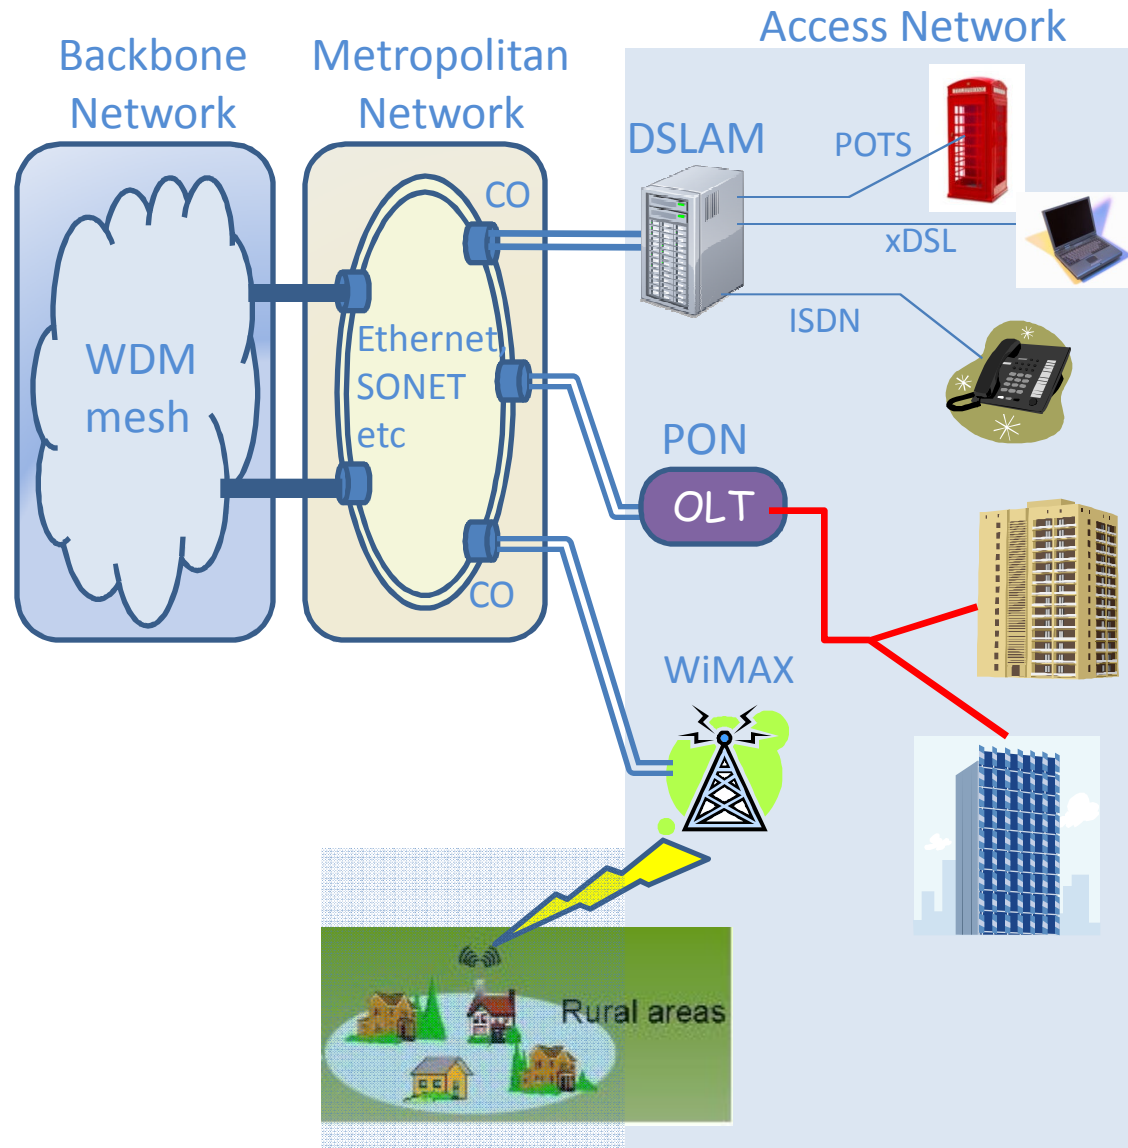 Access Network
Backbone
Network
Metropolitan
Network
DSLAM
CO
POTS
xDSL
ISDN
WDM
mesh
Ethernet,
SONET
etc
PON
OLT
CO
WiMAX
Rural areas